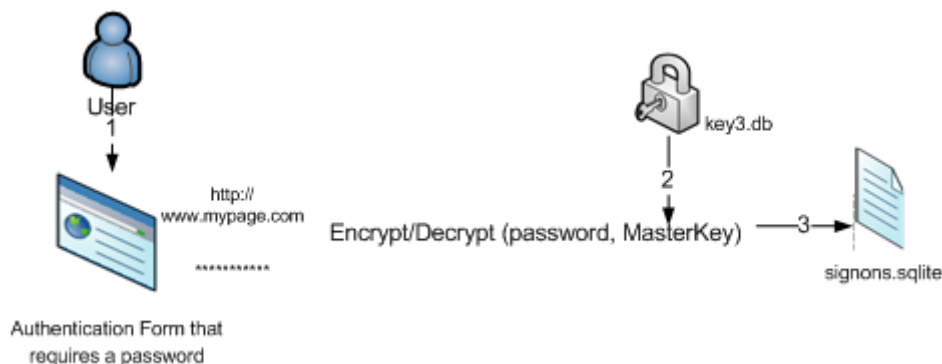 User
1
key3.db
2
http://
www.mypage.com
Encrypt/Decrypt (password, MasterKey)
3
***********
signons.sqlite
Authentication Form that
requires a password